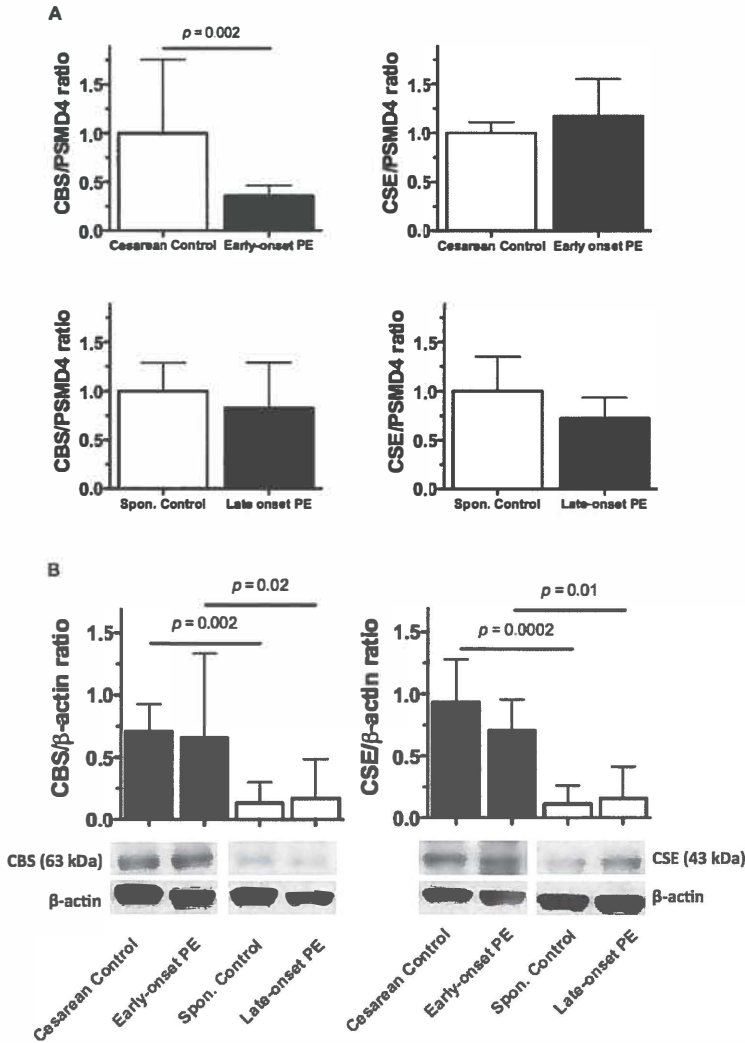 A
p = 0.002
CBS/PSMD4 ratio
1.5
1.0
0.5
0.0
Cesarean Control Early-onset PE
CSE/PSMD4 ratio
1.5
1.0
0.5
0.0
Cesarean Control Early onset PE
CBS/PSMD4 ratio
1.5
1.0
0.5
0.0
Spon. Control Late onset PE
CSE/PSMD4 ratio
1.5
1.0
0.5
0.0
Spon. Control Late-onset PE
B
p = 0.02
p = 0.002
CBS/β-actin ratio
1.5
1.0
0.5
0.0
p = 0.01
p = 0.0002
CSE/β-actin ratio
1.5
1.0
0.5
0.0
CBS (63 kDa)
CSE (43 kDa)
β-actin
β-actin
Cesarean Control
Early-onset PE
Spon. Control
Late-onset PE
Cesarean Control
Early-onset PE
Spon. Control
Late-onset PE